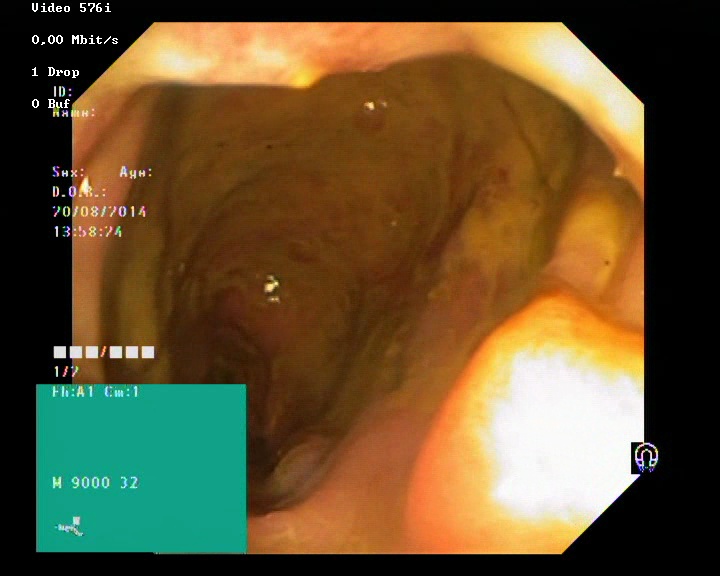 Video 576i
0,00 Mbit/s
1 Drop
ID:
0 Buf
Name:
Sex: Age:
D.O.B.:
20/08/2014
13:58:24
1/2
Eh:A1 Cm:1
M 9000 32